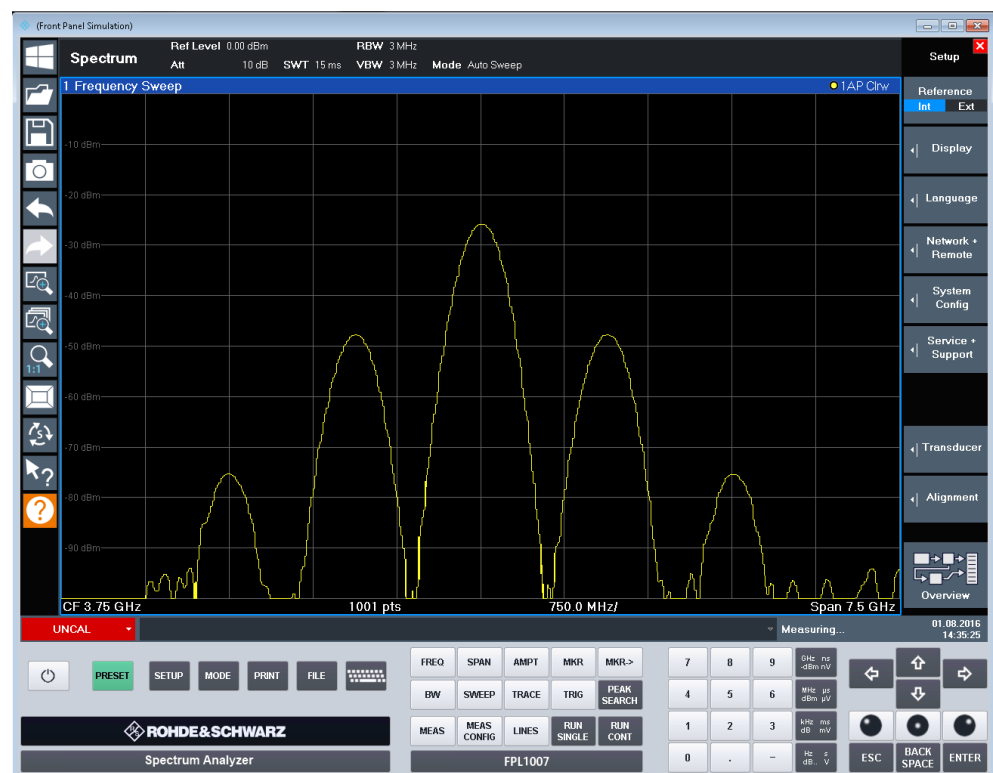 (Front Panel Simulation)
Spectrum
Ref Level 0.00 dBm RBW 3 MHz
Att 10 dB SWT 15 ms VBW 3 MHz Mode Auto Sweep
1 Frequency Sweep
1AP Clrw
-10 dBm
-20 dBm
-30 dBm
-40 dBm
-50 dBm
-60 dBm
-70 dBm
-80 dBm
-90 dBm
CF 3.75 GHz 1001 pts 750.0 MHz/ Span 7.5 GHz
1:1
S
?
?
Setup
Reference
Int Ext
Display
Language
Network +
Remote
System
Config
Service +
Support
Transducer
Alignment
Overview
UNCAL
Measuring...
01.08.2016
14:35:25
PRESET SETUP MODE PRINT FILE
FREQ SPAN AMPT MKR MKR->
BW SWEEP TRACE TRIG PEAK
SEARCH
MEAS MEAS
CONFIG LINES RUN
SINGLE RUN
CONT
7 8 9 GHz ns
-dBm nV
4 5 6 MHz µs
dBm µV
1 2 3 kHz ms
dB mV
0 . - Hz s
dB.. V
ESC BACK
SPACE ENTER
ROHDE&SCHWARZ
Spectrum Analyzer
FPL1007